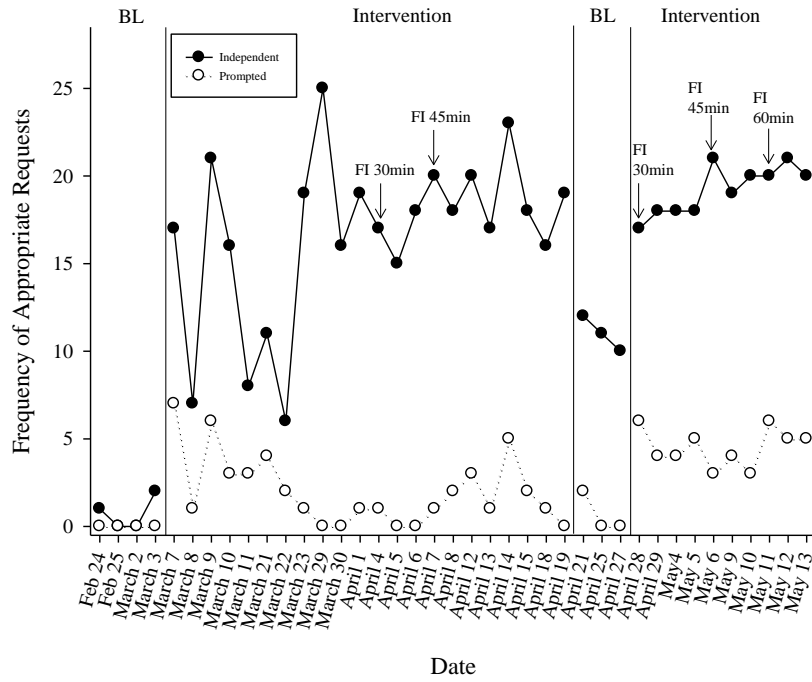 BL
Intervention
BL
Intervention
Independent
Prompted
Frequency of Appropriate Requests
25
20
15
10
5
0
FI 30min
FI 45min
FI
30min
FI
45min
FI
60min
Feb 24
Feb 25
March 2
March 3
March 7
March 8
March 9
March 10
March 11
March 21
March 22
March 23
March 29
March 30
April 1
April 4
April 5
April 6
April 7
April 8
April 12
April 13
April 14
April 15
April 18
April 19
April 21
April 25
April 27
April 28
April 29
May4
May 5
May 6
May 9
May 10
May 11
May 12
May 13
Date